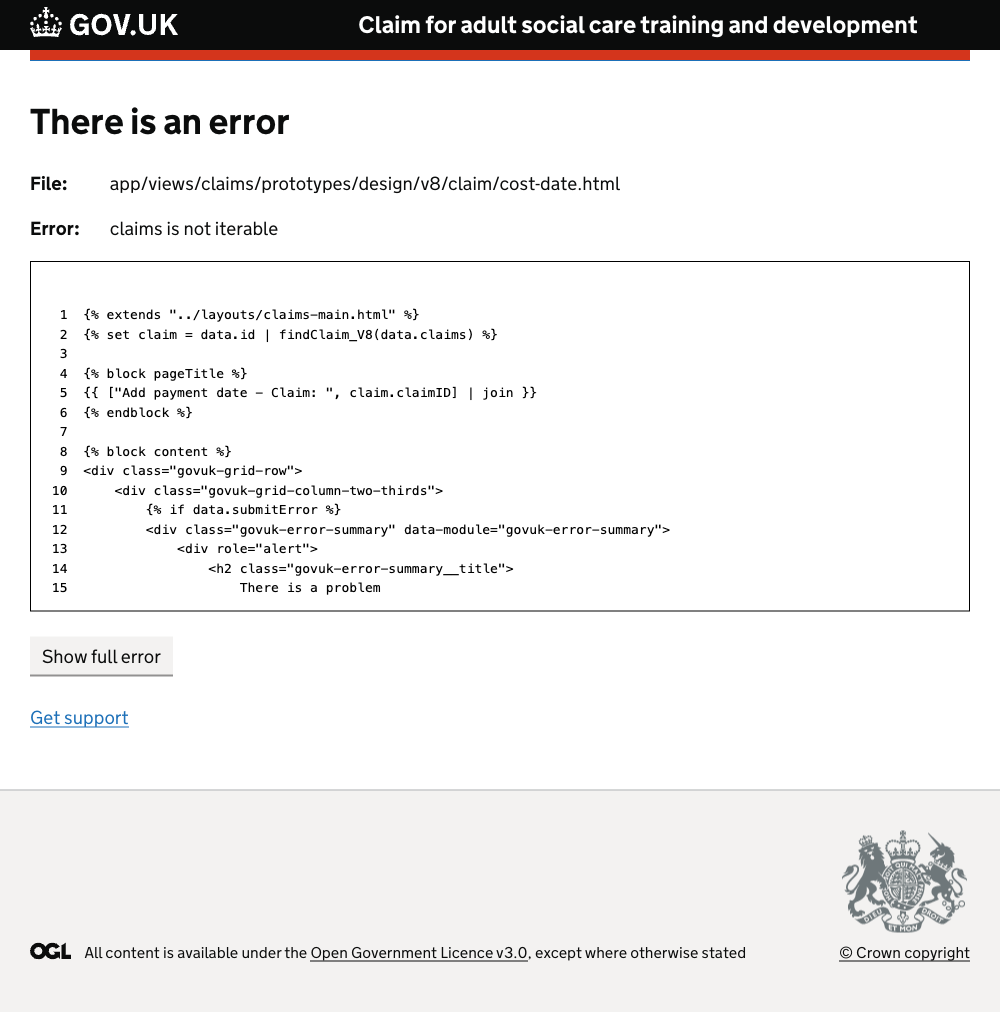 GOV.UK
Claim for adult social care training and development
There is an error
File: app/views/claims/prototypes/design/v8/claim/cost-date.html
Error: claims is not iterable
1 {% extends "../layouts/claims-main.html" %}
2 {% set claim = data.id | findClaim_V8(data.claims) %}
3
4 {% block pageTitle %}
5 {{ ["Add payment date – Claim: ", claim.claimID] | join }}
6 {% endblock %}
7
8 {% block content %}
9 <div class="govuk-grid-row">
10     <div class="govuk-grid-column-two-thirds">
11         {% if data.submitError %}
12         <div class="govuk-error-summary" data-module="govuk-error-summary">
13             <div role="alert">
14                 <h2 class="govuk-error-summary__title">
15                     There is a problem
Show full error
Get support
DIEU ET MON DROIT
OGL All content is available under the Open Government Licence v3.0, except where otherwise stated
© Crown copyright